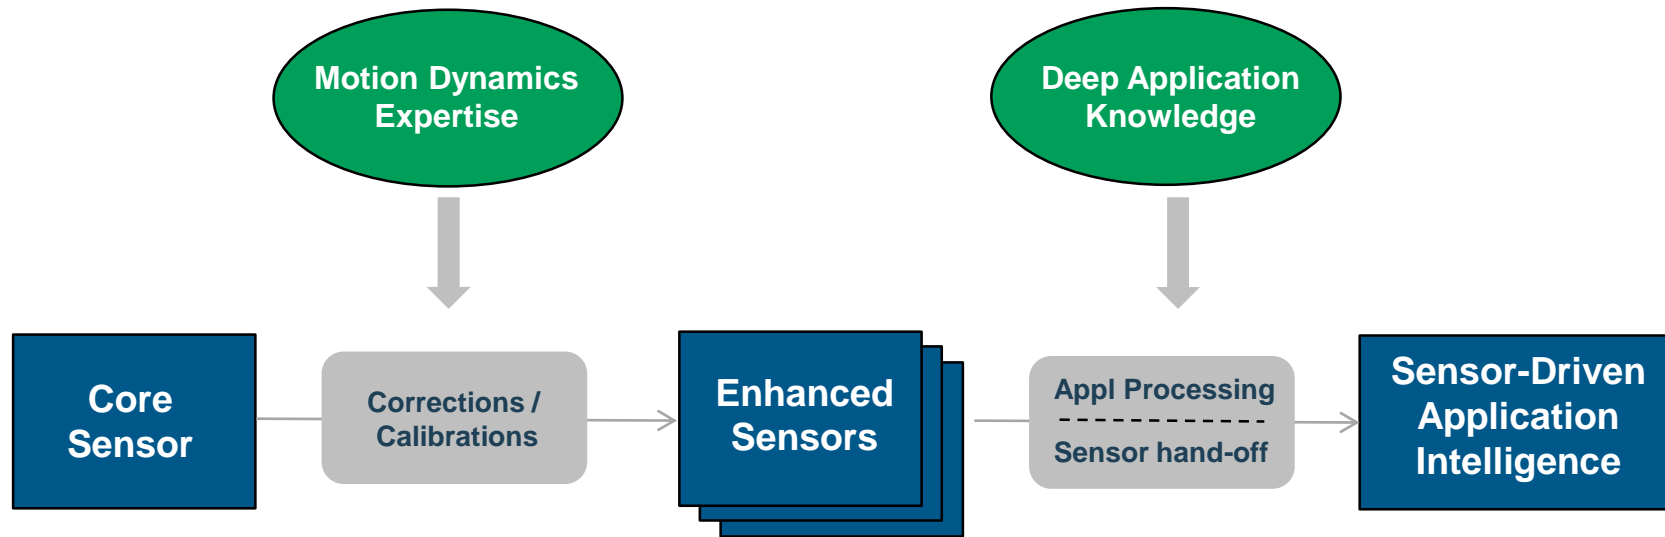 Motion Dynamics
Expertise
Deep Application
Knowledge
Core
Sensor
Corrections /
Calibrations
Enhanced
Sensors
Appl Processing
Sensor hand-off
Sensor-Driven
Application
Intelligence